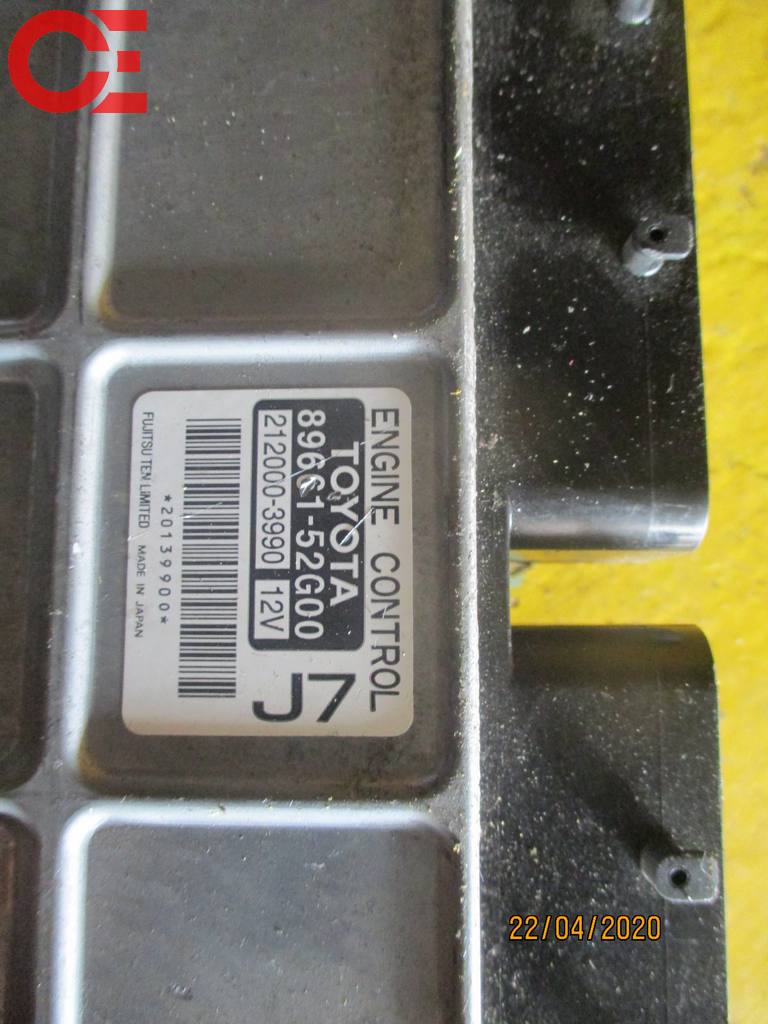 CE
ENGINE CONTROL
TOYOTA
89661-52G00
212000-3990 12V
J7
*20139900*
FUJITSU TEN LIMITED MADE IN JAPAN
22/04/2020